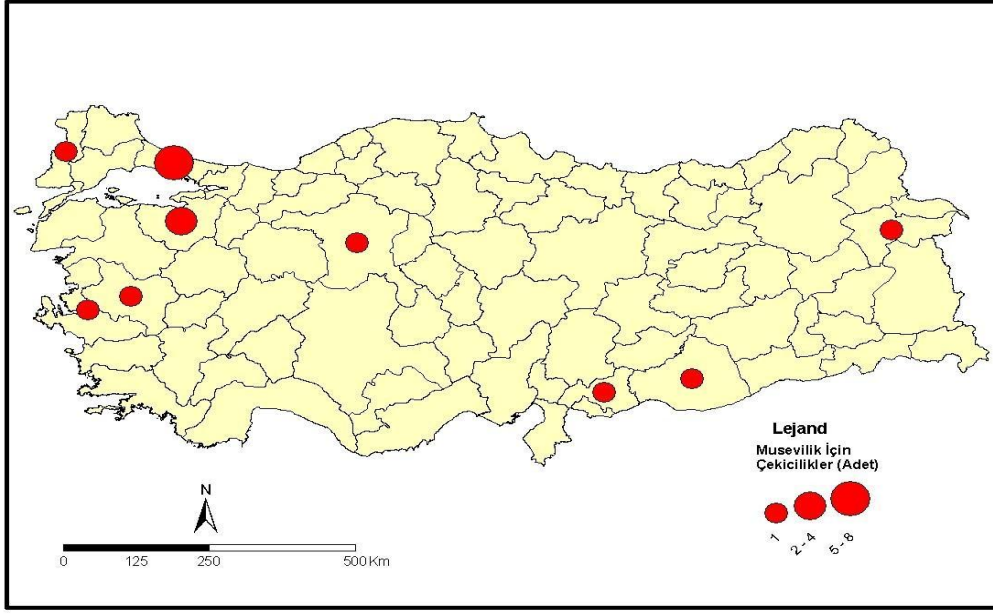 Lejand
Musevilik İçin
Çekicilikler (Adet)
1
2 - 4
5 - 8
N
0 125 250 500 Km